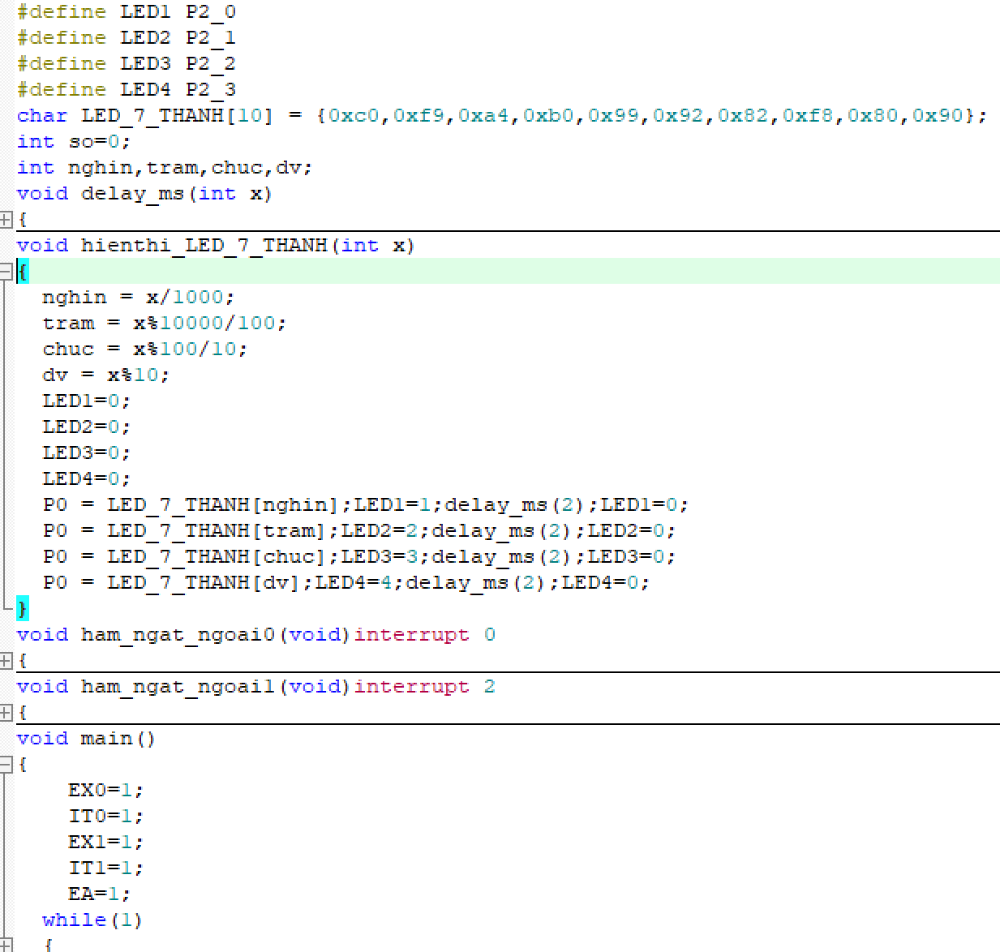 #define LED1 P2_0
#define LED2 P2_1
#define LED3 P2_2
#define LED4 P2_3
char LED_7_THANH[10] = {0xc0,0xf9,0xa4,0xb0,0x99,0x92,0x82,0xf8,0x80,0x90};
int so=0;
int nghin,tram,chuc,dv;
void delay_ms(int x)
{
void hienthi_LED_7_THANH(int x)
{
nghin = x/1000;
tram = x%10000/100;
chuc = x%100/10;
dv = x%10;
LED1=0;
LED2=0;
LED3=0;
LED4=0;
P0 = LED_7_THANH[nghin];LED1=1;delay_ms(2);LED1=0;
P0 = LED_7_THANH[tram];LED2=2;delay_ms(2);LED2=0;
P0 = LED_7_THANH[chuc];LED3=3;delay_ms(2);LED3=0;
P0 = LED_7_THANH[dv];LED4=4;delay_ms(2);LED4=0;
}
void ham_ngat_ngoai0(void)interrupt 0
{
void ham_ngat_ngoai1(void)interrupt 2
{
void main()
{
EX0=1;
IT0=1;
EX1=1;
IT1=1;
EA=1;
while(1)
{